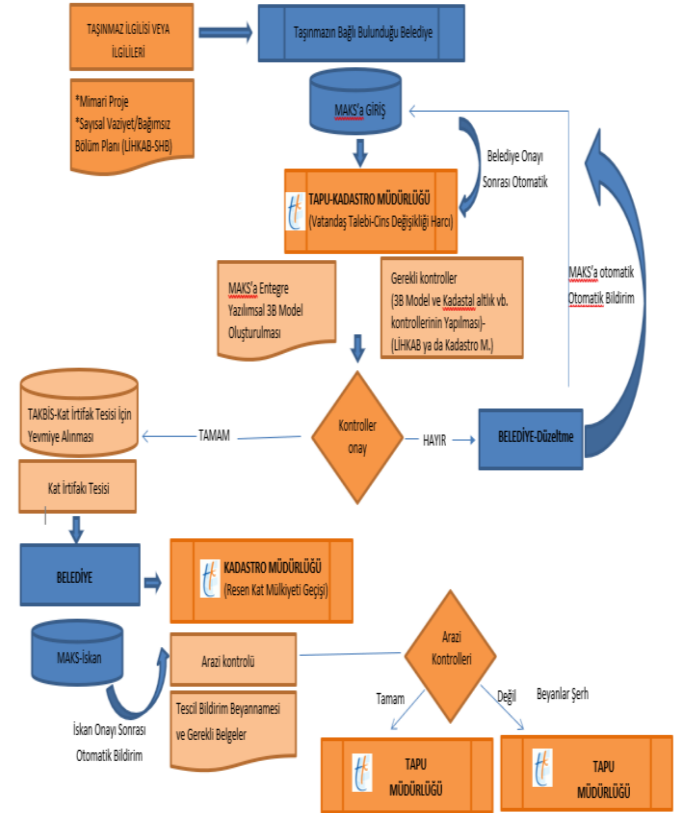 TAŞINMAZ İLGİLİSİ VEYA
İLGİLİLERİ
Taşınmazın Bağlı Bulunduğu Belediye
*Mimari Proje
*Sayısal Vaziyet/Bağımsız
Bölüm Planı (LİHKAB-SHB)
MAKS'a GİRİŞ
Belediye Onayı
Sonrası Otomatik
TAPU-KADASTRO MÜDÜRLÜĞÜ
(Vatandaş Talebi-Cins Değişikliği Harcı)
MAKS'a Entegre
Yazılımsal 3B Model
Oluşturulması
Gerekli kontroller
(3B Model ve Kadastal altlık vb.
kontrollerinin Yapılması)-
(LİHKAB ya da Kadastro M.)
MAKS'a otomatik
Otomatik Bildirim
TAKBİS-Kat İrtifak Tesisi İçin
Yevmiye Alınması
TAMAM
Kontroller
onay
HAYIR
BELEDİYE-Düzeltme
Kat İrtifakı Tesisi
BELEDİYE
KADASTRO MÜDÜRLÜĞÜ
(Resen Kat Mülkiyeti Geçişi)
MAKS-İskan
Arazi kontrolü
Arazi
Kontrolleri
Tescil Bildirim Beyannamesi
ve Gerekli Belgeler
İskan Onayı Sonrası
Otomatik Bildirim
Tamam
Değil
Beyanlar Şerh
TAPU
MÜDÜRLÜĞÜ
TAPU
MÜDÜRLÜĞÜ